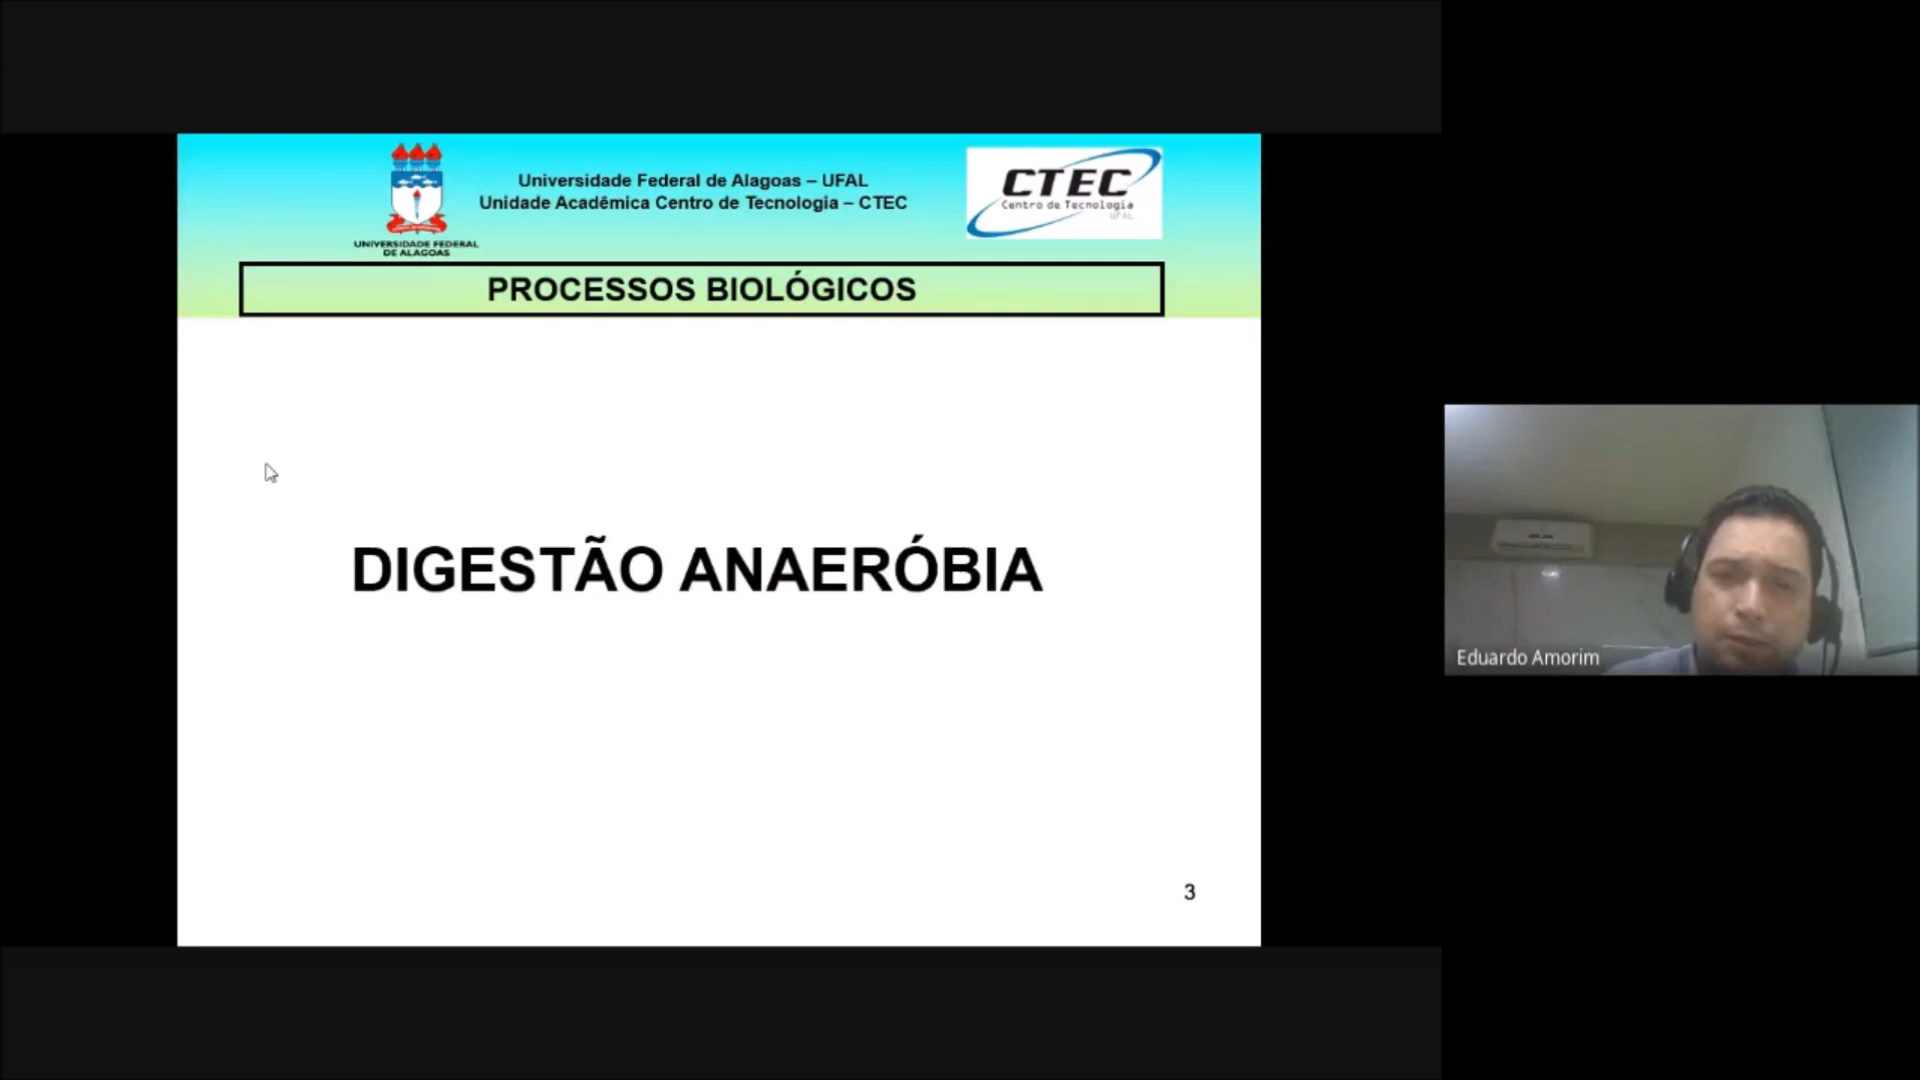 Universidade Federal de Alagoas – UFAL
Unidade Acadêmica Centro de Tecnologia – CTEC
UNIVERSIDADE FEDERAL
DE ALAGOAS
CTEC
Centro de Tecnologia
UFAL
PROCESSOS BIOLÓGICOS
DIGESTÃO ANAERÓBIA
3
Eduardo Amorim